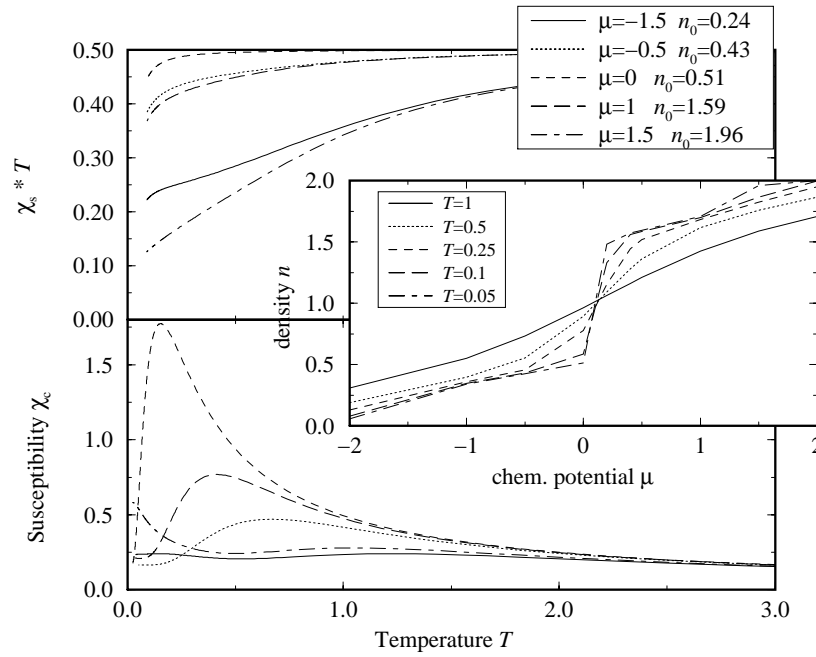 μ=−1.5 n₀=0.24
μ=−0.5 n₀=0.43
μ=0 n₀=0.51
μ=1 n₀=1.59
μ=1.5 n₀=1.96
0.50
0.40
0.30
0.20
0.10
0.00
χₛ * T
2.0
1.5
1.0
0.5
0.0
density n
T=1
T=0.5
T=0.25
T=0.1
T=0.05
−2 −1 0 1 2
chem. potential μ
1.5
1.0
0.5
0.0
Susceptibility χ_c
0.0 1.0 2.0 3.0
Temperature T